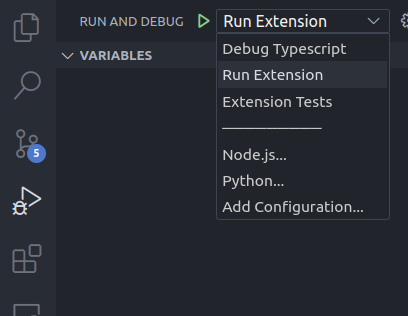 RUN AND DEBUG Run Extension
VARIABLES
Debug Typescript
Run Extension
Extension Tests
Node.js...
5
Python...
Add Configuration...